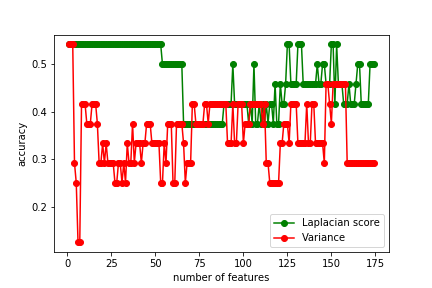 0.5
0.4
0.3
0.2
accuracy
0 25 50 75 100 125 150 175
number of features
Laplacian score
Variance